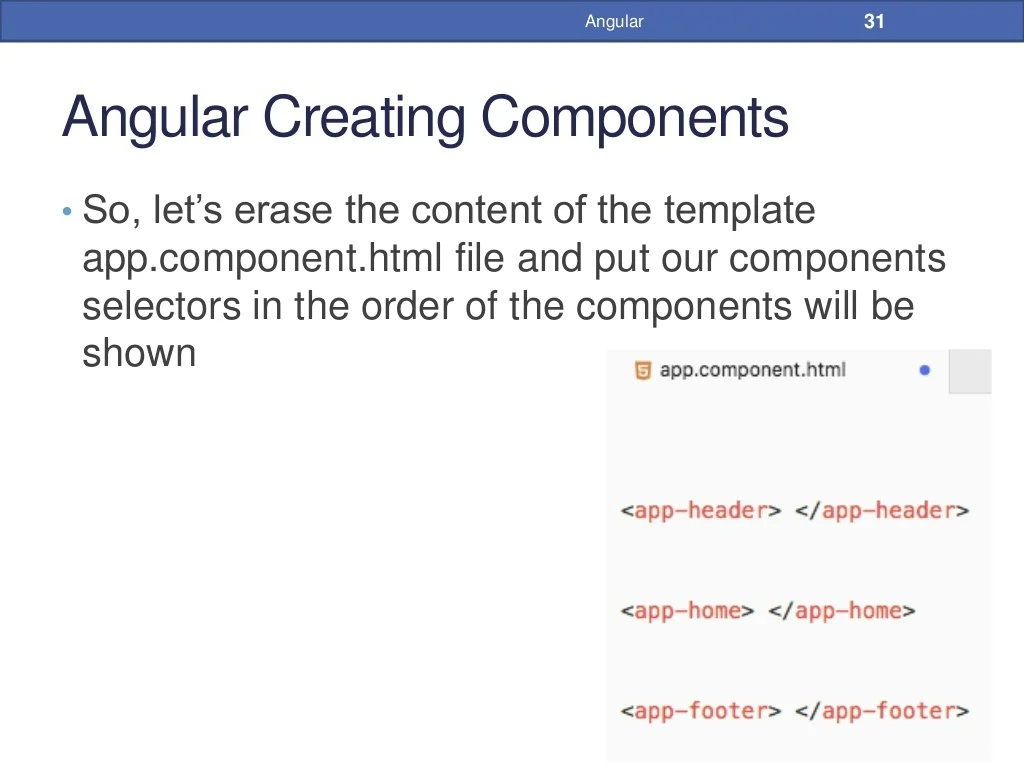 Angular 31
Angular Creating Components
• So, let’s erase the content of the template
app.component.html file and put our components
selectors in the order of the components will be
shown
app.component.html
<app-header> </app-header>
<app-home> </app-home>
<app-footer> </app-footer>